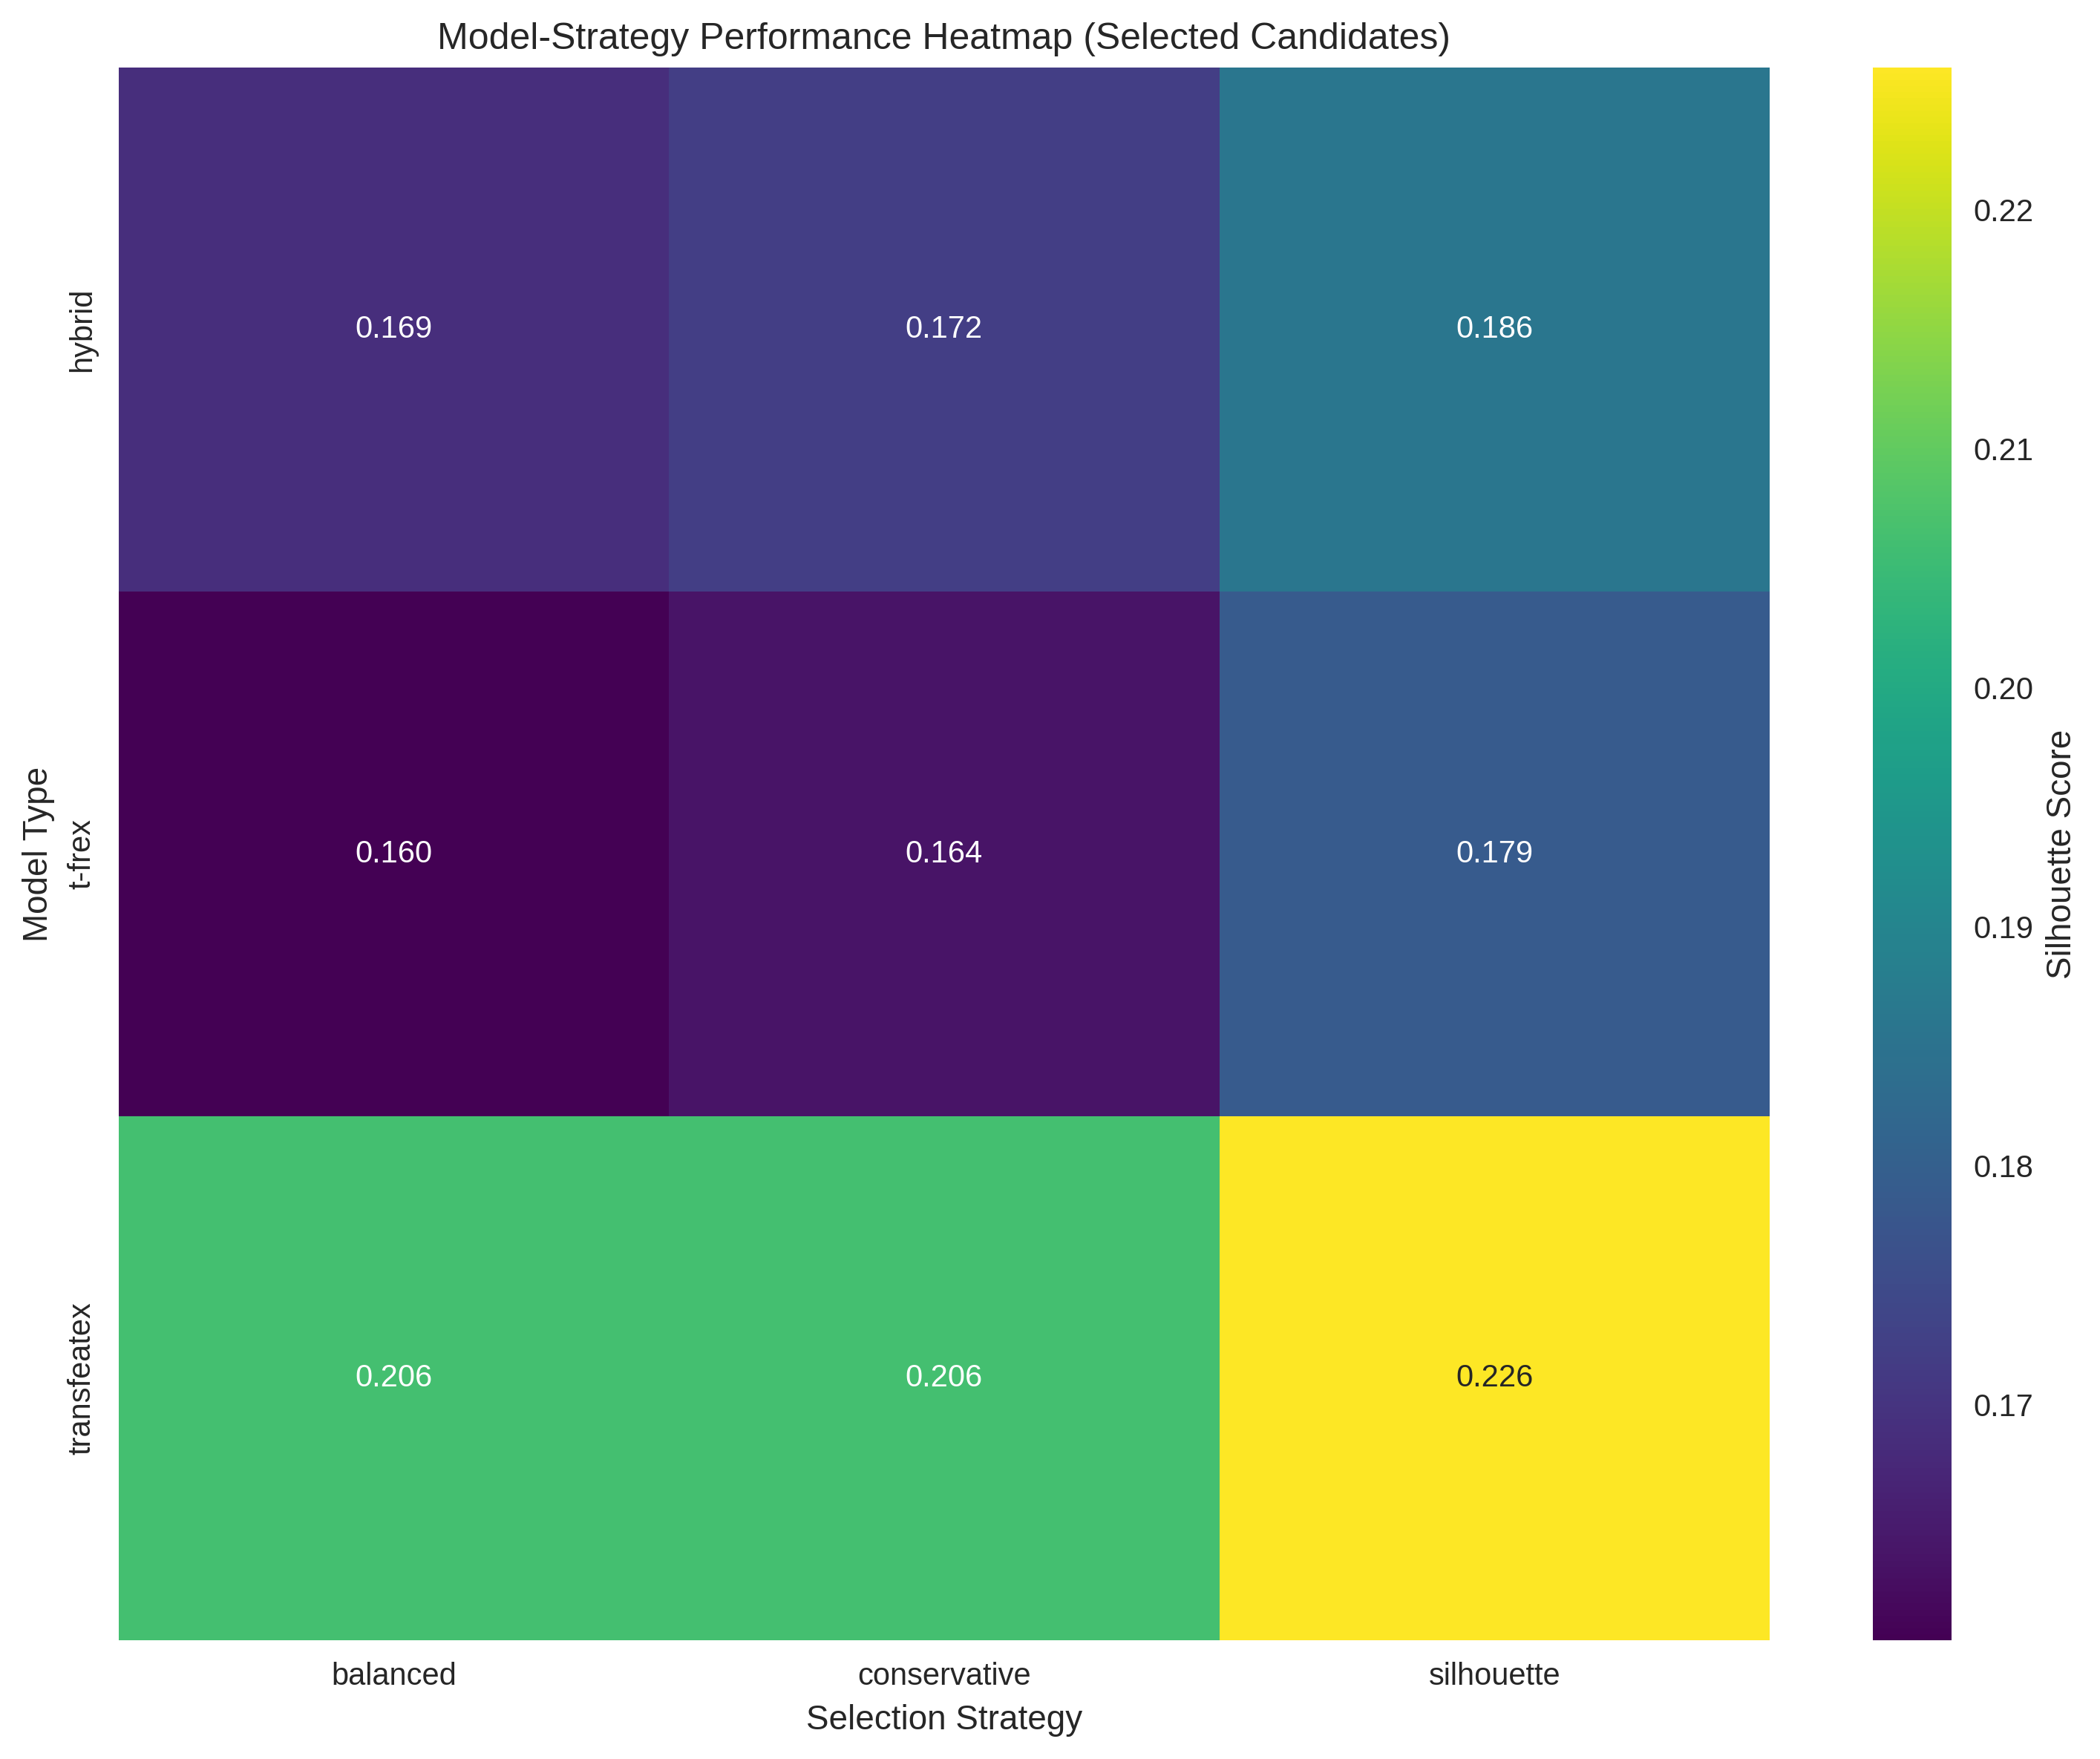 Model-Strategy Performance Heatmap (Selected Candidates)
Model Type
hybrid
0.169 0.172 0.186
t-frex
0.160 0.164 0.179
transfeatex
0.206 0.206 0.226
balanced conservative silhouette
Selection Strategy
0.22
0.21
0.20
0.19
0.18
0.17
Silhouette Score